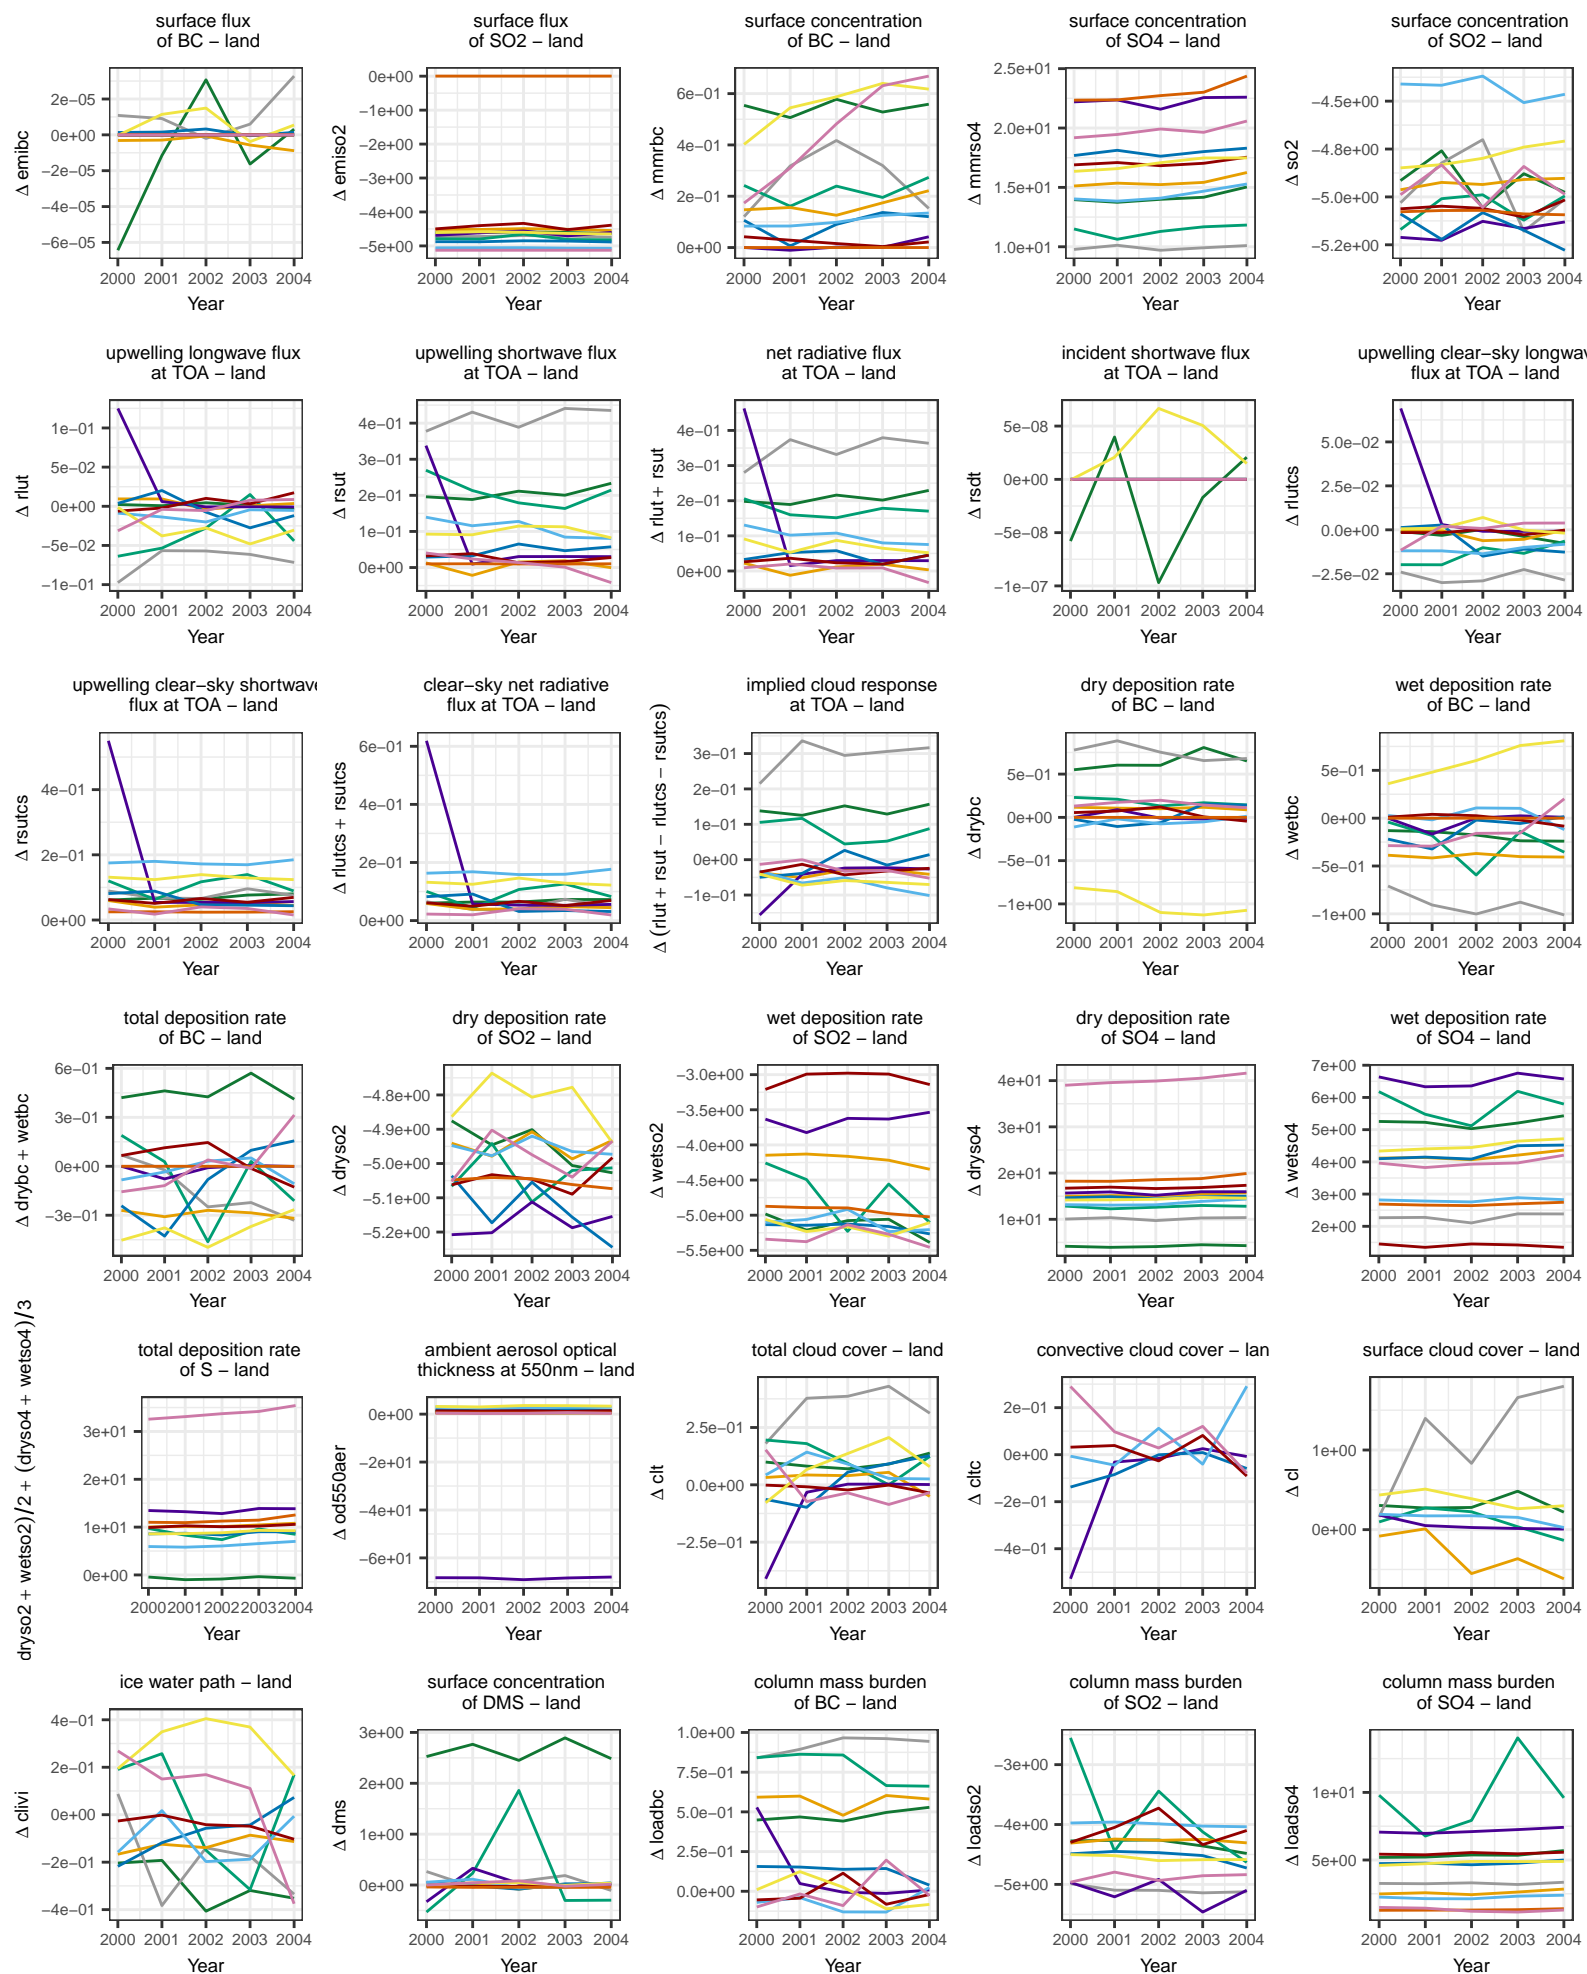 surface flux
of BC – land
Δ emibc
2e−05
0e+00
−2e−05
−4e−05
−6e−05
2000 2001 2002 2003 2004
Year
surface flux
of SO2 – land
Δ emiso2
0e+00
−1e+00
−2e+00
−3e+00
−4e+00
−5e+00
2000 2001 2002 2003 2004
Year
surface concentration
of BC – land
Δ mmrbc
6e−01
4e−01
2e−01
0e+00
2000 2001 2002 2003 2004
Year
surface concentration
of SO4 – land
Δ mmrso4
2.5e+01
2.0e+01
1.5e+01
1.0e+01
2000 2001 2002 2003 2004
Year
surface concentration
of SO2 – land
Δ so2
−4.5e+00
−4.8e+00
−5.0e+00
−5.2e+00
2000 2001 2002 2003 2004
Year
upwelling longwave flux
at TOA – land
Δ rlut
1e−01
5e−02
0e+00
−5e−02
−1e−01
2000 2001 2002 2003 2004
Year
upwelling shortwave flux
at TOA – land
Δ rsut
4e−01
3e−01
2e−01
1e−01
0e+00
2000 2001 2002 2003 2004
Year
net radiative flux
at TOA – land
Δ rlut + rsut
4e−01
3e−01
2e−01
1e−01
0e+00
2000 2001 2002 2003 2004
Year
incident shortwave flux
at TOA – land
Δ rsdt
5e−08
0e+00
−5e−08
−1e−07
2000 2001 2002 2003 2004
Year
upwelling clear−sky longwav
flux at TOA – land
Δ rlutcs
5.0e−02
2.5e−02
0.0e+00
−2.5e−02
2000 2001 2002 2003 2004
Year
upwelling clear−sky shortwave
flux at TOA – land
Δ rsutcs
4e−01
2e−01
0e+00
2000 2001 2002 2003 2004
Year
clear−sky net radiative
flux at TOA – land
Δ rlutcs + rsutcs
6e−01
4e−01
2e−01
0e+00
2000 2001 2002 2003 2004
Year
implied cloud response
at TOA – land
Δ (rlut + rsut − rlutcs − rsutcs)
3e−01
2e−01
1e−01
0e+00
−1e−01
2000 2001 2002 2003 2004
Year
dry deposition rate
of BC – land
Δ drybc
5e−01
0e+00
−5e−01
−1e+00
2000 2001 2002 2003 2004
Year
wet deposition rate
of BC – land
Δ wetbc
5e−01
0e+00
−5e−01
−1e+00
2000 2001 2002 2003 2004
Year
total deposition rate
of BC – land
Δ drybc + wetbc
6e−01
3e−01
0e+00
−3e−01
2000 2001 2002 2003 2004
Year
dry deposition rate
of SO2 – land
Δ dryso2
−4.8e+00
−4.9e+00
−5.0e+00
−5.1e+00
−5.2e+00
2000 2001 2002 2003 2004
Year
wet deposition rate
of SO2 – land
Δ wetso2
−3.0e+00
−3.5e+00
−4.0e+00
−4.5e+00
−5.0e+00
−5.5e+00
2000 2001 2002 2003 2004
Year
dry deposition rate
of SO4 – land
Δ dryso4
4e+01
3e+01
2e+01
1e+01
2000 2001 2002 2003 2004
Year
wet deposition rate
of SO4 – land
Δ wetso4
7e+00
6e+00
5e+00
4e+00
3e+00
2e+00
2000 2001 2002 2003 2004
Year
total deposition rate
of S – land
dryso2 + wetso2)/2 + (dryso4 + wetso4)/3
3e+01
2e+01
1e+01
0e+00
2000 2001 2002 2003 2004
Year
ambient aerosol optical
thickness at 550nm – land
Δ od550aer
0e+00
−2e+01
−4e+01
−6e+01
2000 2001 2002 2003 2004
Year
total cloud cover – land
Δ clt
2.5e−01
0.0e+00
−2.5e−01
2000 2001 2002 2003 2004
Year
convective cloud cover – lan
Δ cltc
2e−01
0e+00
−2e−01
−4e−01
2000 2001 2002 2003 2004
Year
surface cloud cover – land
Δ cl
1e+00
0e+00
2000 2001 2002 2003 2004
Year
ice water path – land
Δ clivi
4e−01
2e−01
0e+00
−2e−01
−4e−01
2000 2001 2002 2003 2004
Year
surface concentration
of DMS – land
Δ dms
3e+00
2e+00
1e+00
0e+00
2000 2001 2002 2003 2004
Year
column mass burden
of BC – land
Δ loadbc
1.0e+00
7.5e−01
5.0e−01
2.5e−01
0.0e+00
2000 2001 2002 2003 2004
Year
column mass burden
of SO2 – land
Δ loadso2
−3e+00
−4e+00
−5e+00
2000 2001 2002 2003 2004
Year
column mass burden
of SO4 – land
Δ loadso4
1e+01
5e+00
2000 2001 2002 2003 2004
Year